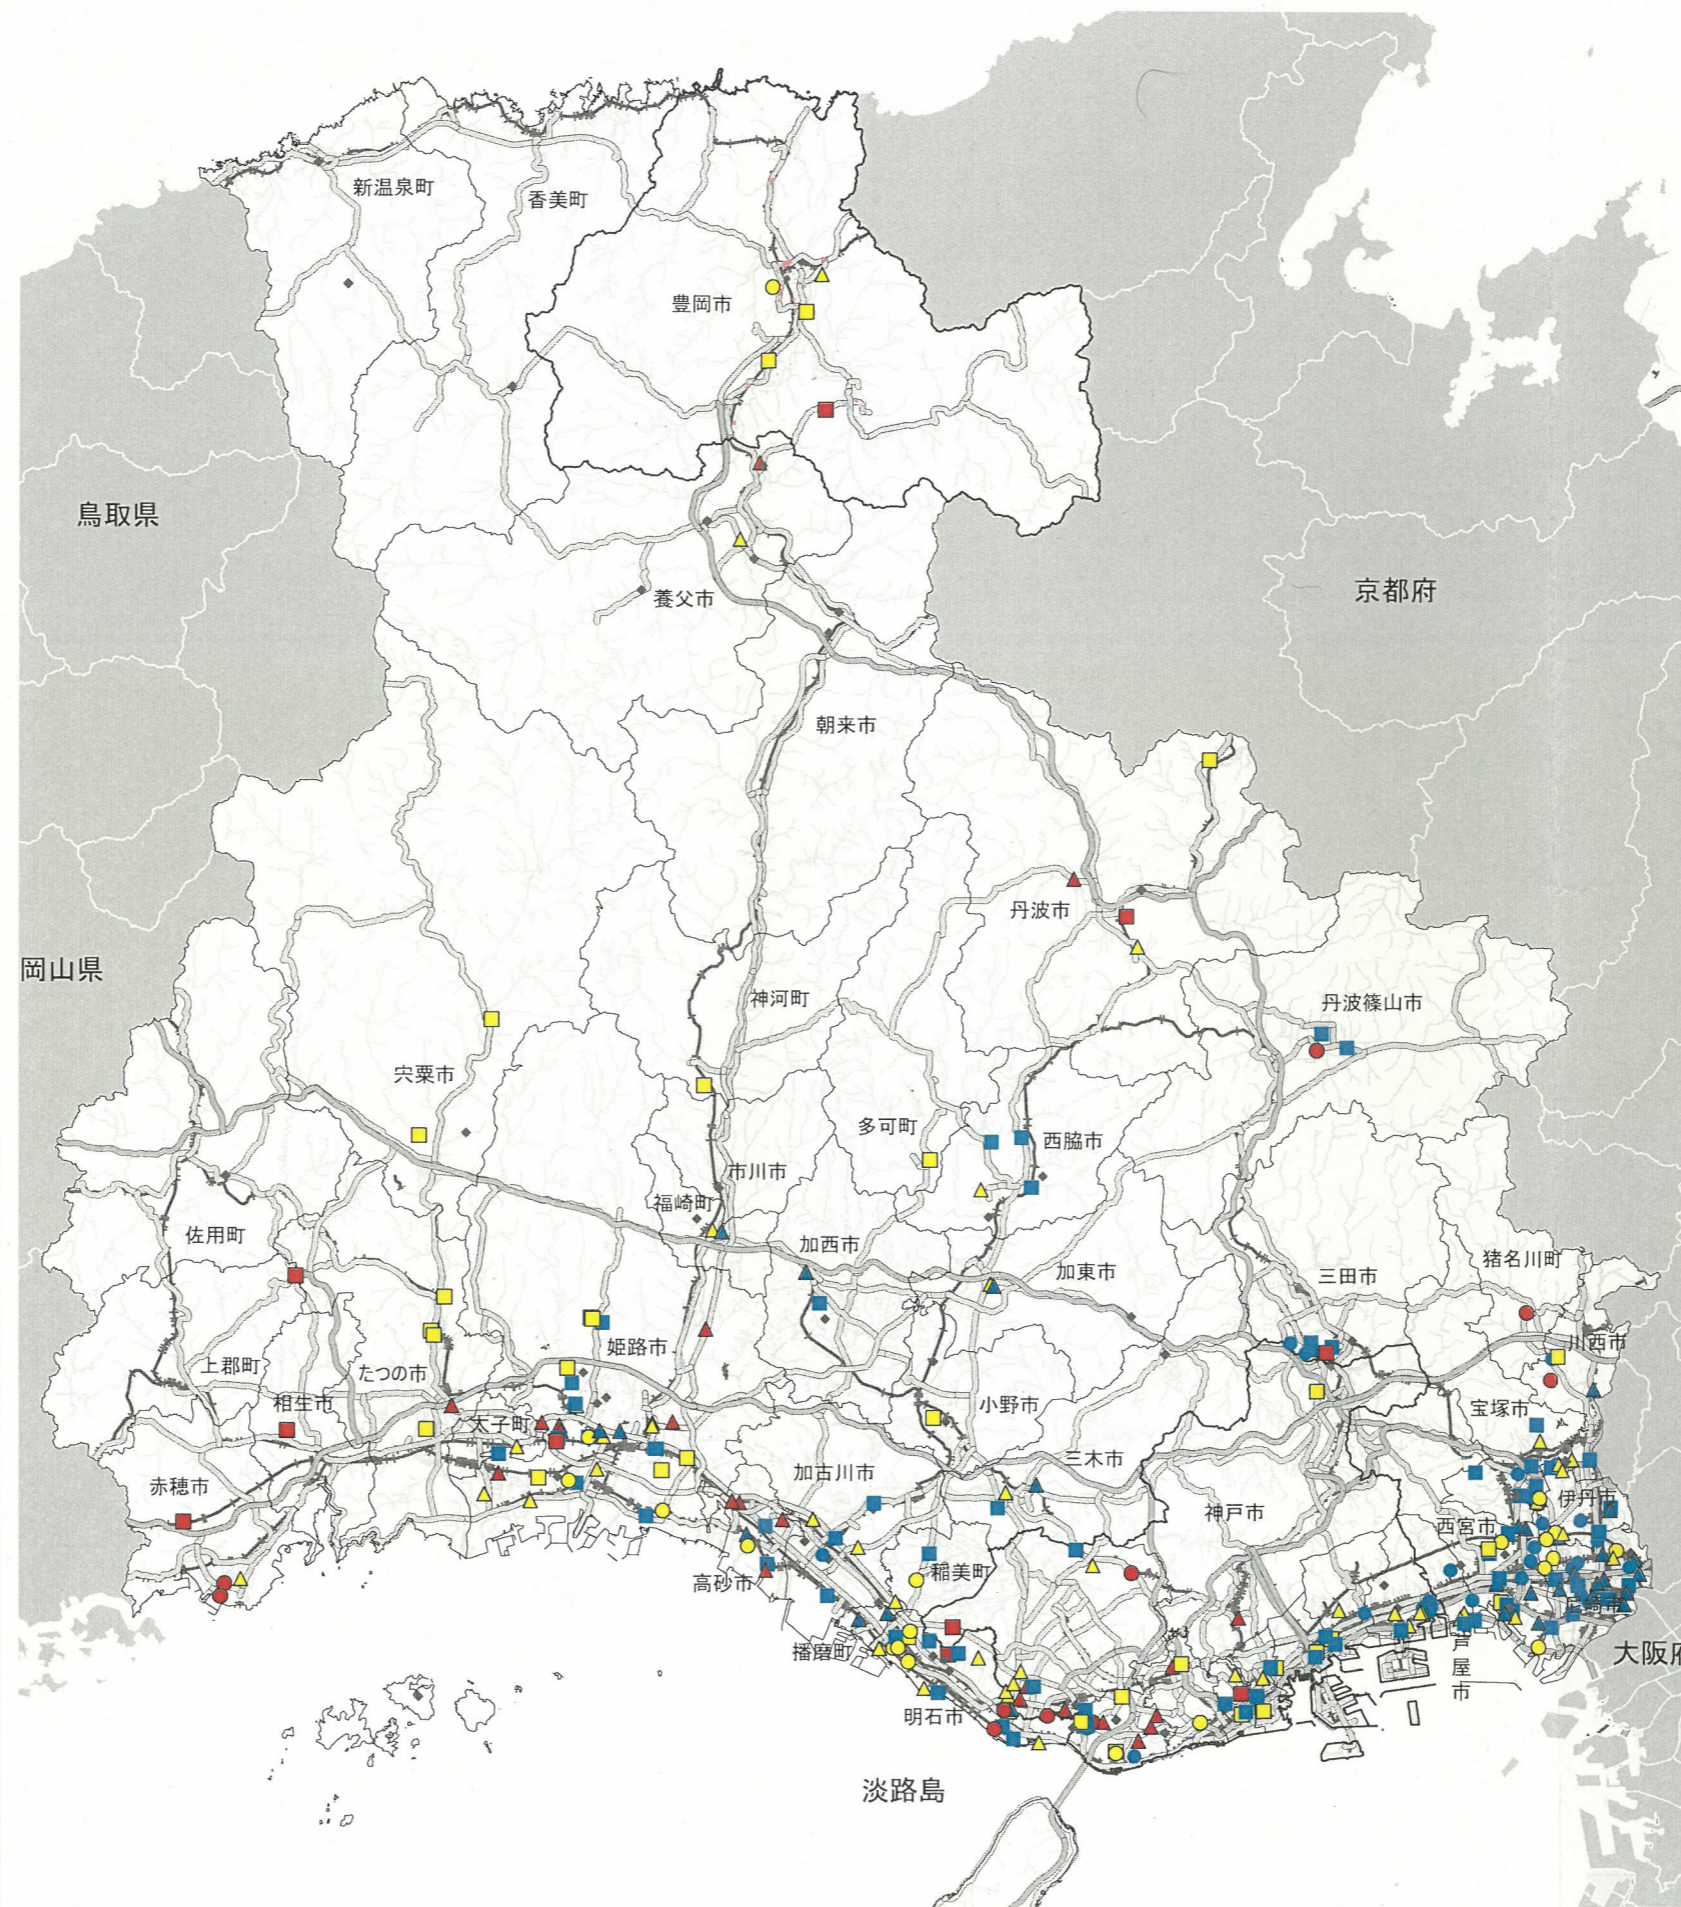 新温泉町
香美町
豊岡市
鳥取県
京都府
養父市
朝来市
丹波市
岡山県
神河町
丹波篠山市
宍粟市
多可町
西脇市
市川市
福崎町
佐用町
加西市
加東市
三田市
猪名川町
姫路市
川西市
上郡町
たつの市
相生市
太子町
小野市
宝塚市
三木市
赤穂市
加古川市
神戸市
伊丹市
西宮市
高砂市
稲美町
尼崎市
播磨町
芦屋市
大阪府
明石市
淡路島